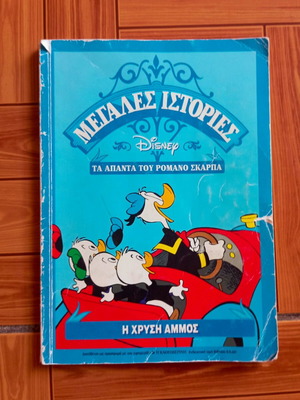 ΜΕΓΑΛΕΣ ΙΣΤΟΡΙΕΣ
Disney
ΤΑ ΑΠΑΝΤΑ ΤΟΥ ΡΟΜΑΝΟ ΣΚΑΡΠΑ
Η ΧΡΥΣΗ ΑΜΜΟΣ